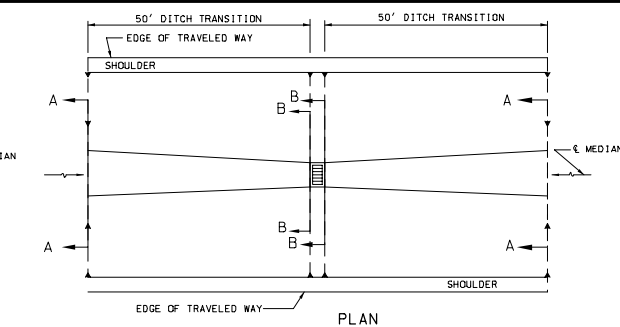 50' DITCH TRANSITION
50' DITCH TRANSITION
EDGE OF TRAVELED WAY
SHOULDER
A
B
B
A
IAN
℄ MEDIAN
A
B
B
A
SHOULDER
EDGE OF TRAVELED WAY
PLAN